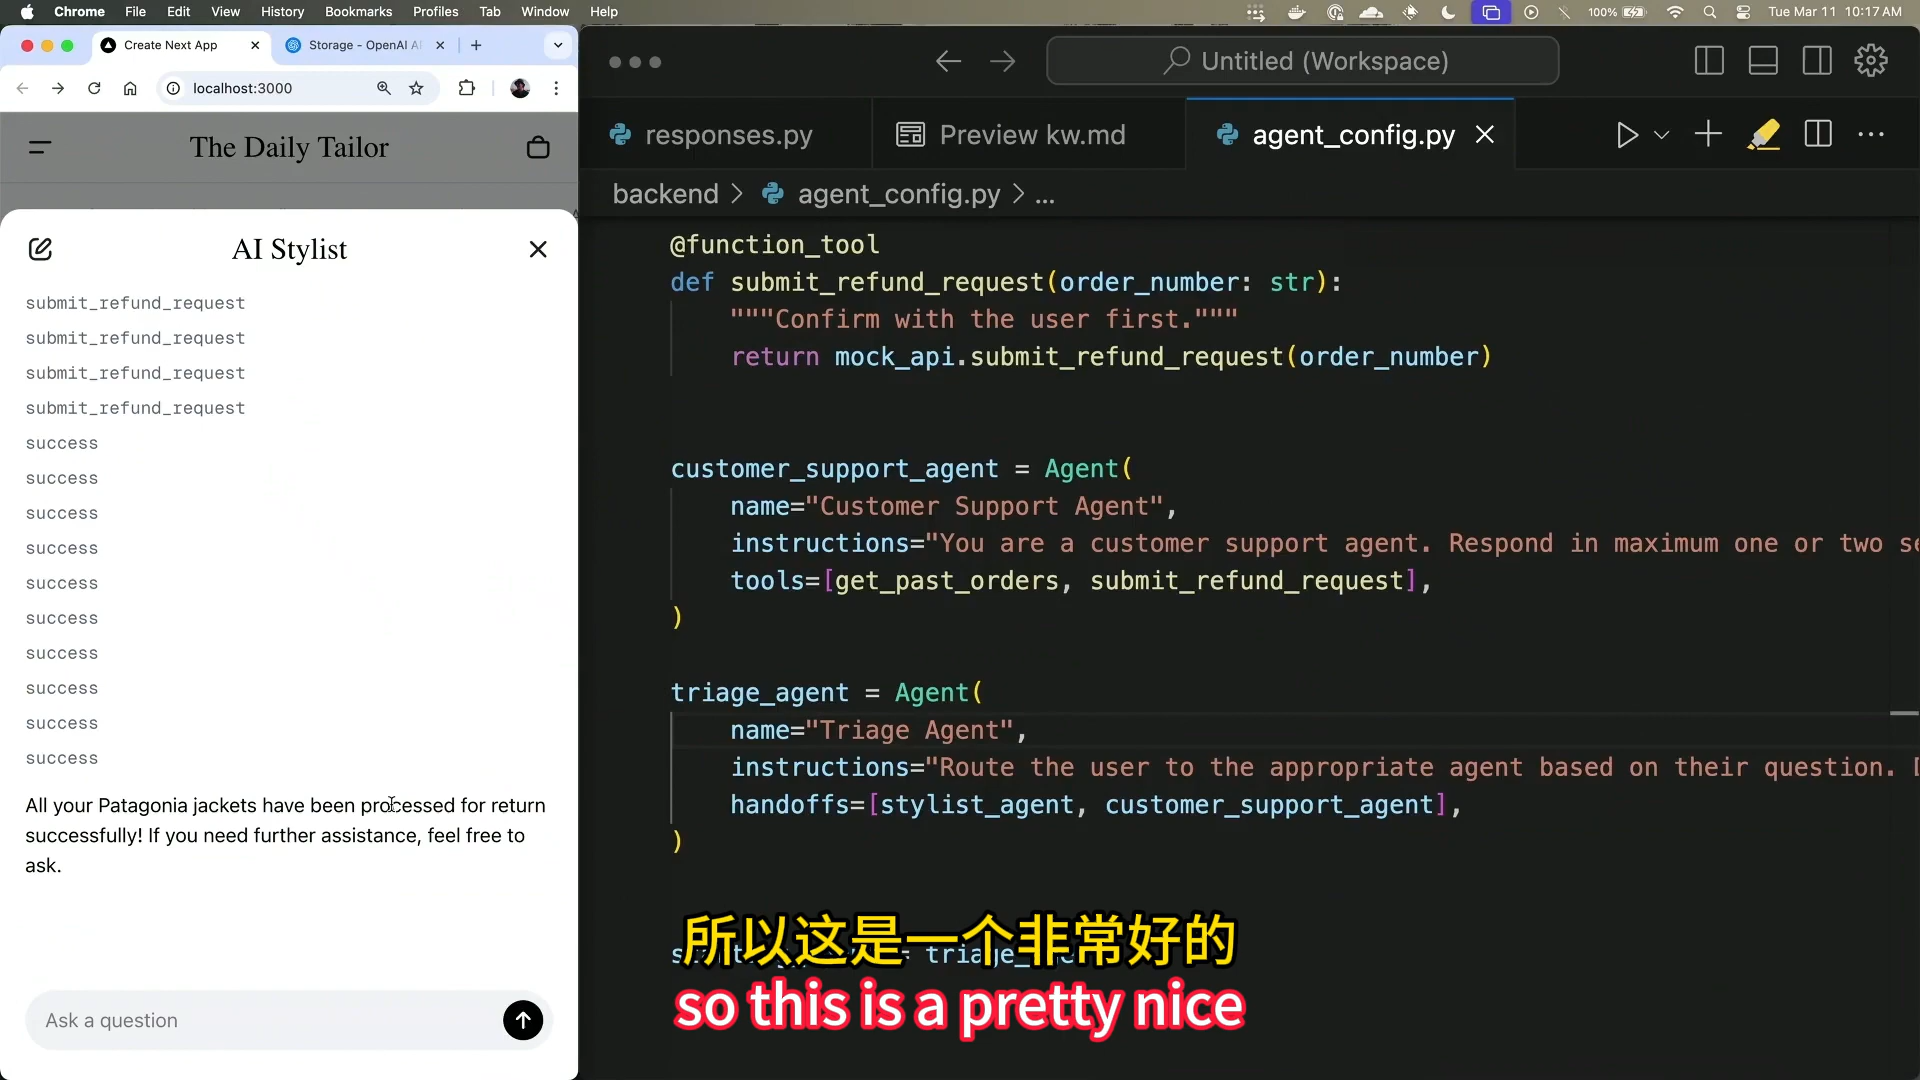 Chrome File Edit View History Bookmarks Profiles Tab Window Help
100% Tue Mar 11 10:17 AM
Create Next App
Storage - OpenAI
localhost:3000
The Daily Tailor
AI Stylist
submit_refund_request
submit_refund_request
submit_refund_request
submit_refund_request
success
success
success
success
success
success
success
success
success
success
All your Patagonia jackets have been processed for return
successfully! If you need further assistance, feel free to
ask.
Ask a question
Untitled (Workspace)
responses.py
Preview kw.md
agent_config.py
backend > agent_config.py > ...
@function_tool
def submit_refund_request(order_number: str):
"""Confirm with the user first."""
return mock_api.submit_refund_request(order_number)
customer_support_agent = Agent(
name="Customer Support Agent",
instructions="You are a customer support agent. Respond in maximum one or two
tools=[get_past_orders, submit_refund_request],
)
triage_agent = Agent(
name="Triage Agent",
instructions="Route the user to the appropriate agent based on their question.
handoffs=[stylist_agent, customer_support_agent],
)
所以这是一个非常好的
so this is a pretty nice